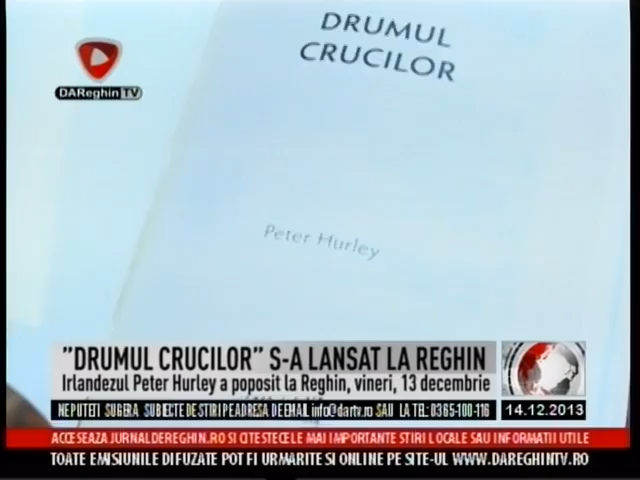 DRUMUL
CRUCILOR
DAReghin TV
Peter Hurley
"DRUMUL CRUCILOR" S-A LANSAT LA REGHIN
Irlandezul Peter Hurley a poposit la Reghin, vineri, 13 decembrie
NE PUTETI SUGERA SUBIECTE DE STIRI PE ADRESA DE EMAIL info@dartv.ro SAU LA TEL: 0365-100-116
14.12.2013
ACCESEAZA JURNALDEREGHIN.RO SI CITESTE CELE MAI IMPORTANTE STIRI LOCALE SAU INFORMATII UTILE
TOATE EMISIUNILE DIFUZATE POT FI URMARITE SI ONLINE PE SITE-UL WWW.DAREGHINTV.RO